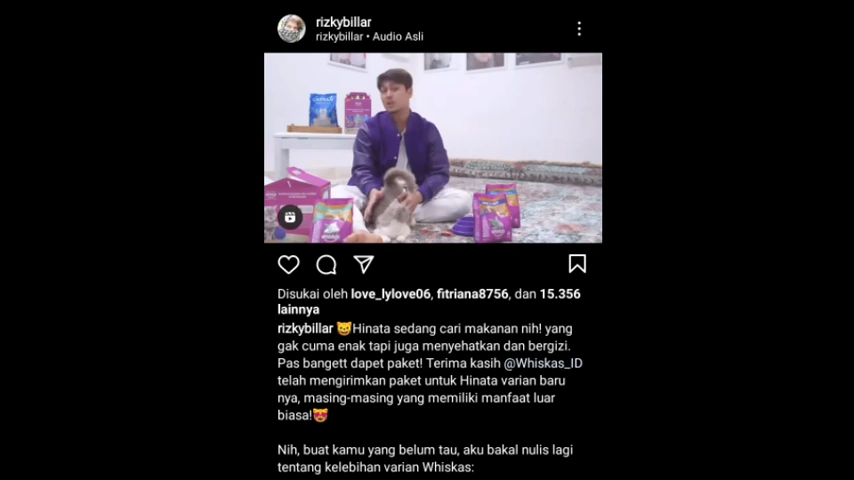 rizkybillar
rizkybillar • Audio Asli
Disukai oleh love_lylove06, fitriana8756, dan 15.356
lainnya
rizkybillar 😺Hinata sedang cari makanan nih! yang
gak cuma enak tapi juga menyehatkan dan bergizi.
Pas bangett dapet paket! Terima kasih @Whiskas_ID
telah mengirimkan paket untuk Hinata varian baru
nya, masing-masing yang memiliki manfaat luar
biasa!😻
Nih, buat kamu yang belum tau, aku bakal nulis lagi
tentang kelebihan varian Whiskas: